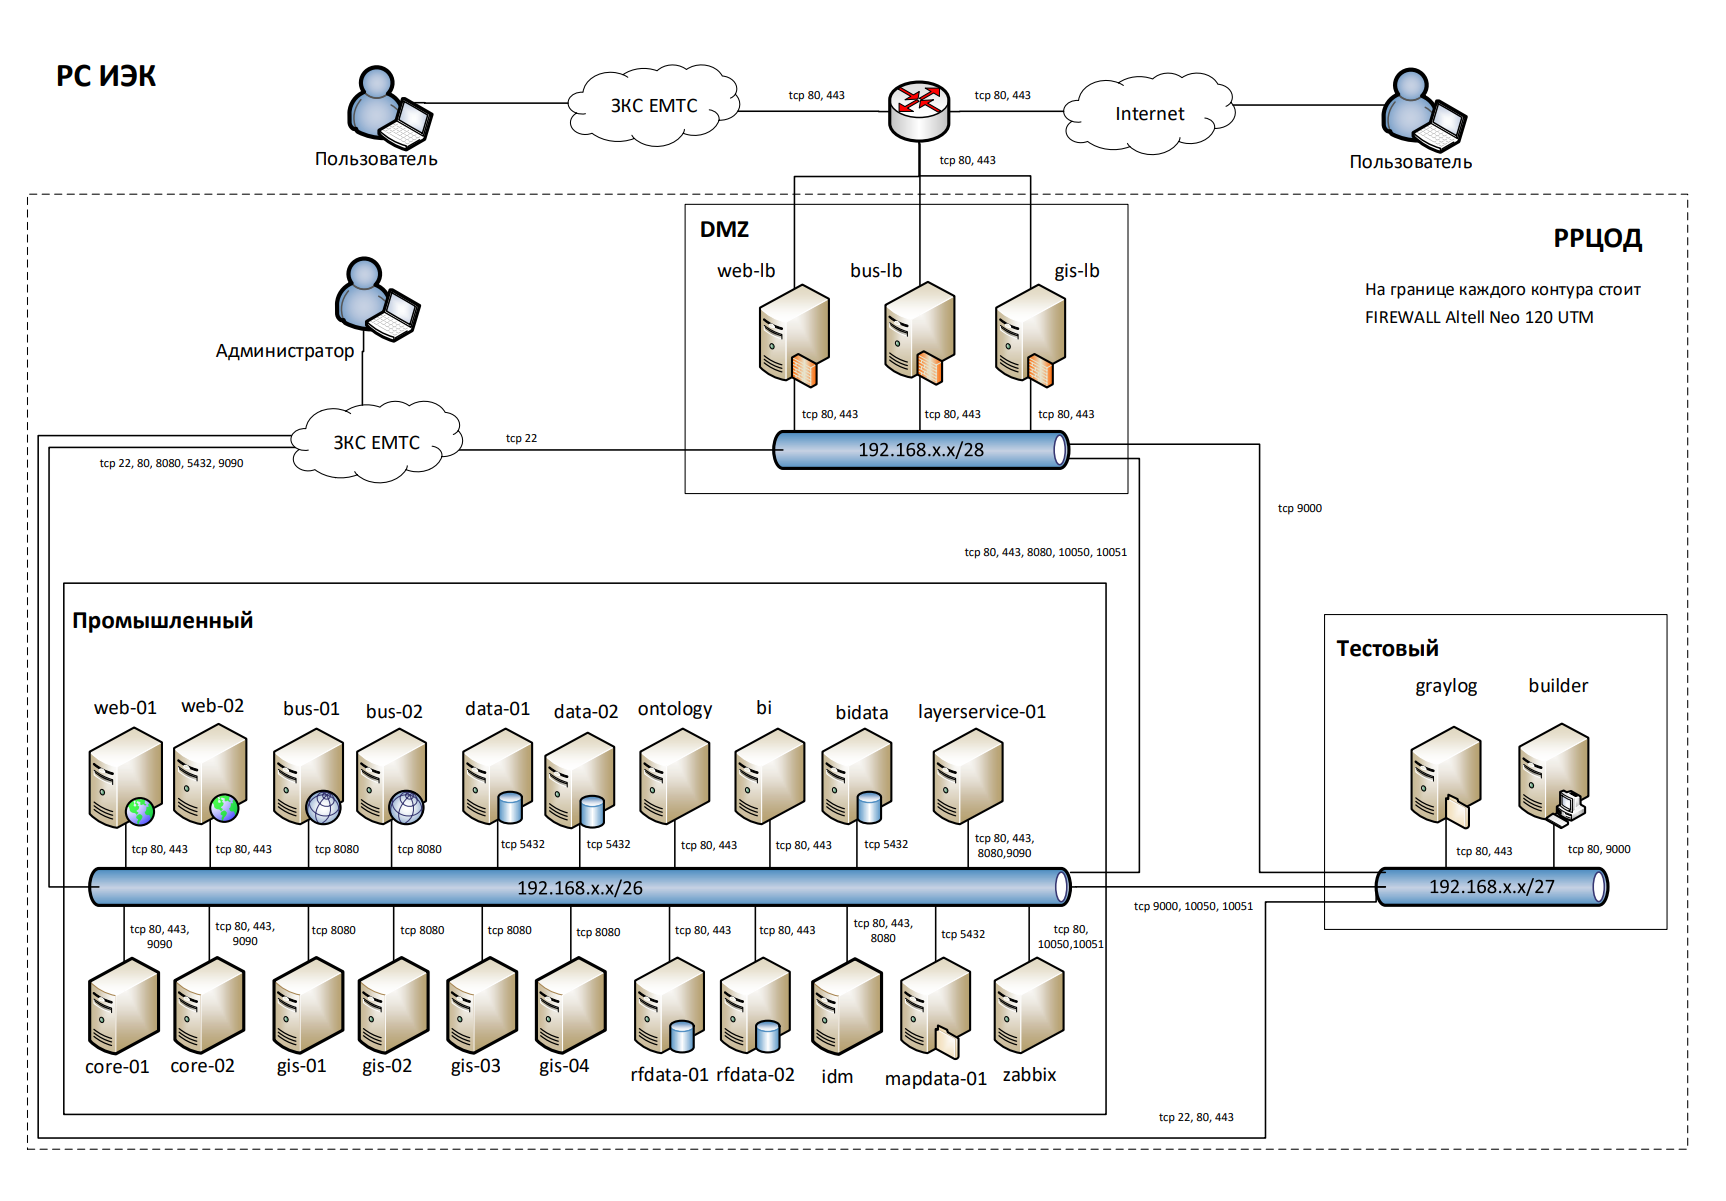 РС ИЭК
Пользователь
ЗКС ЕМТС
tcp 80, 443
tcp 80, 443
Internet
Пользователь
tcp 80, 443
DMZ
РРЦОД
web-lb
bus-lb
gis-lb
На границе каждого контура стоит
FIREWALL Altell Neo 120 UTM
Администратор
tcp 80, 443
tcp 80, 443
tcp 80, 443
ЗКС ЕМТС
tcp 22
192.168.x.x/28
tcp 22, 80, 8080, 5432, 9090
tcp 9000
tcp 80, 443, 8080, 10050, 10051
Промышленный
Тестовый
web-01
web-02
bus-01
bus-02
data-01
data-02
ontology
bi
bidata
layerservice-01
graylog
builder
tcp 80, 443
tcp 80, 443
tcp 8080
tcp 8080
tcp 5432
tcp 5432
tcp 80, 443
tcp 80, 443
tcp 5432
tcp 80, 443,
8080,9090
tcp 80, 443
tcp 80, 9000
192.168.x.x/26
192.168.x.x/27
tcp 9000, 10050, 10051
tcp 80, 443,
9090
tcp 80, 443,
9090
tcp 8080
tcp 8080
tcp 8080
tcp 8080
tcp 80, 443
tcp 80, 443
tcp 80, 443,
8080
tcp 5432
tcp 80,
10050,10051
core-01
core-02
gis-01
gis-02
gis-03
gis-04
rfdata-01
rfdata-02
idm
mapdata-01
zabbix
tcp 22, 80, 443